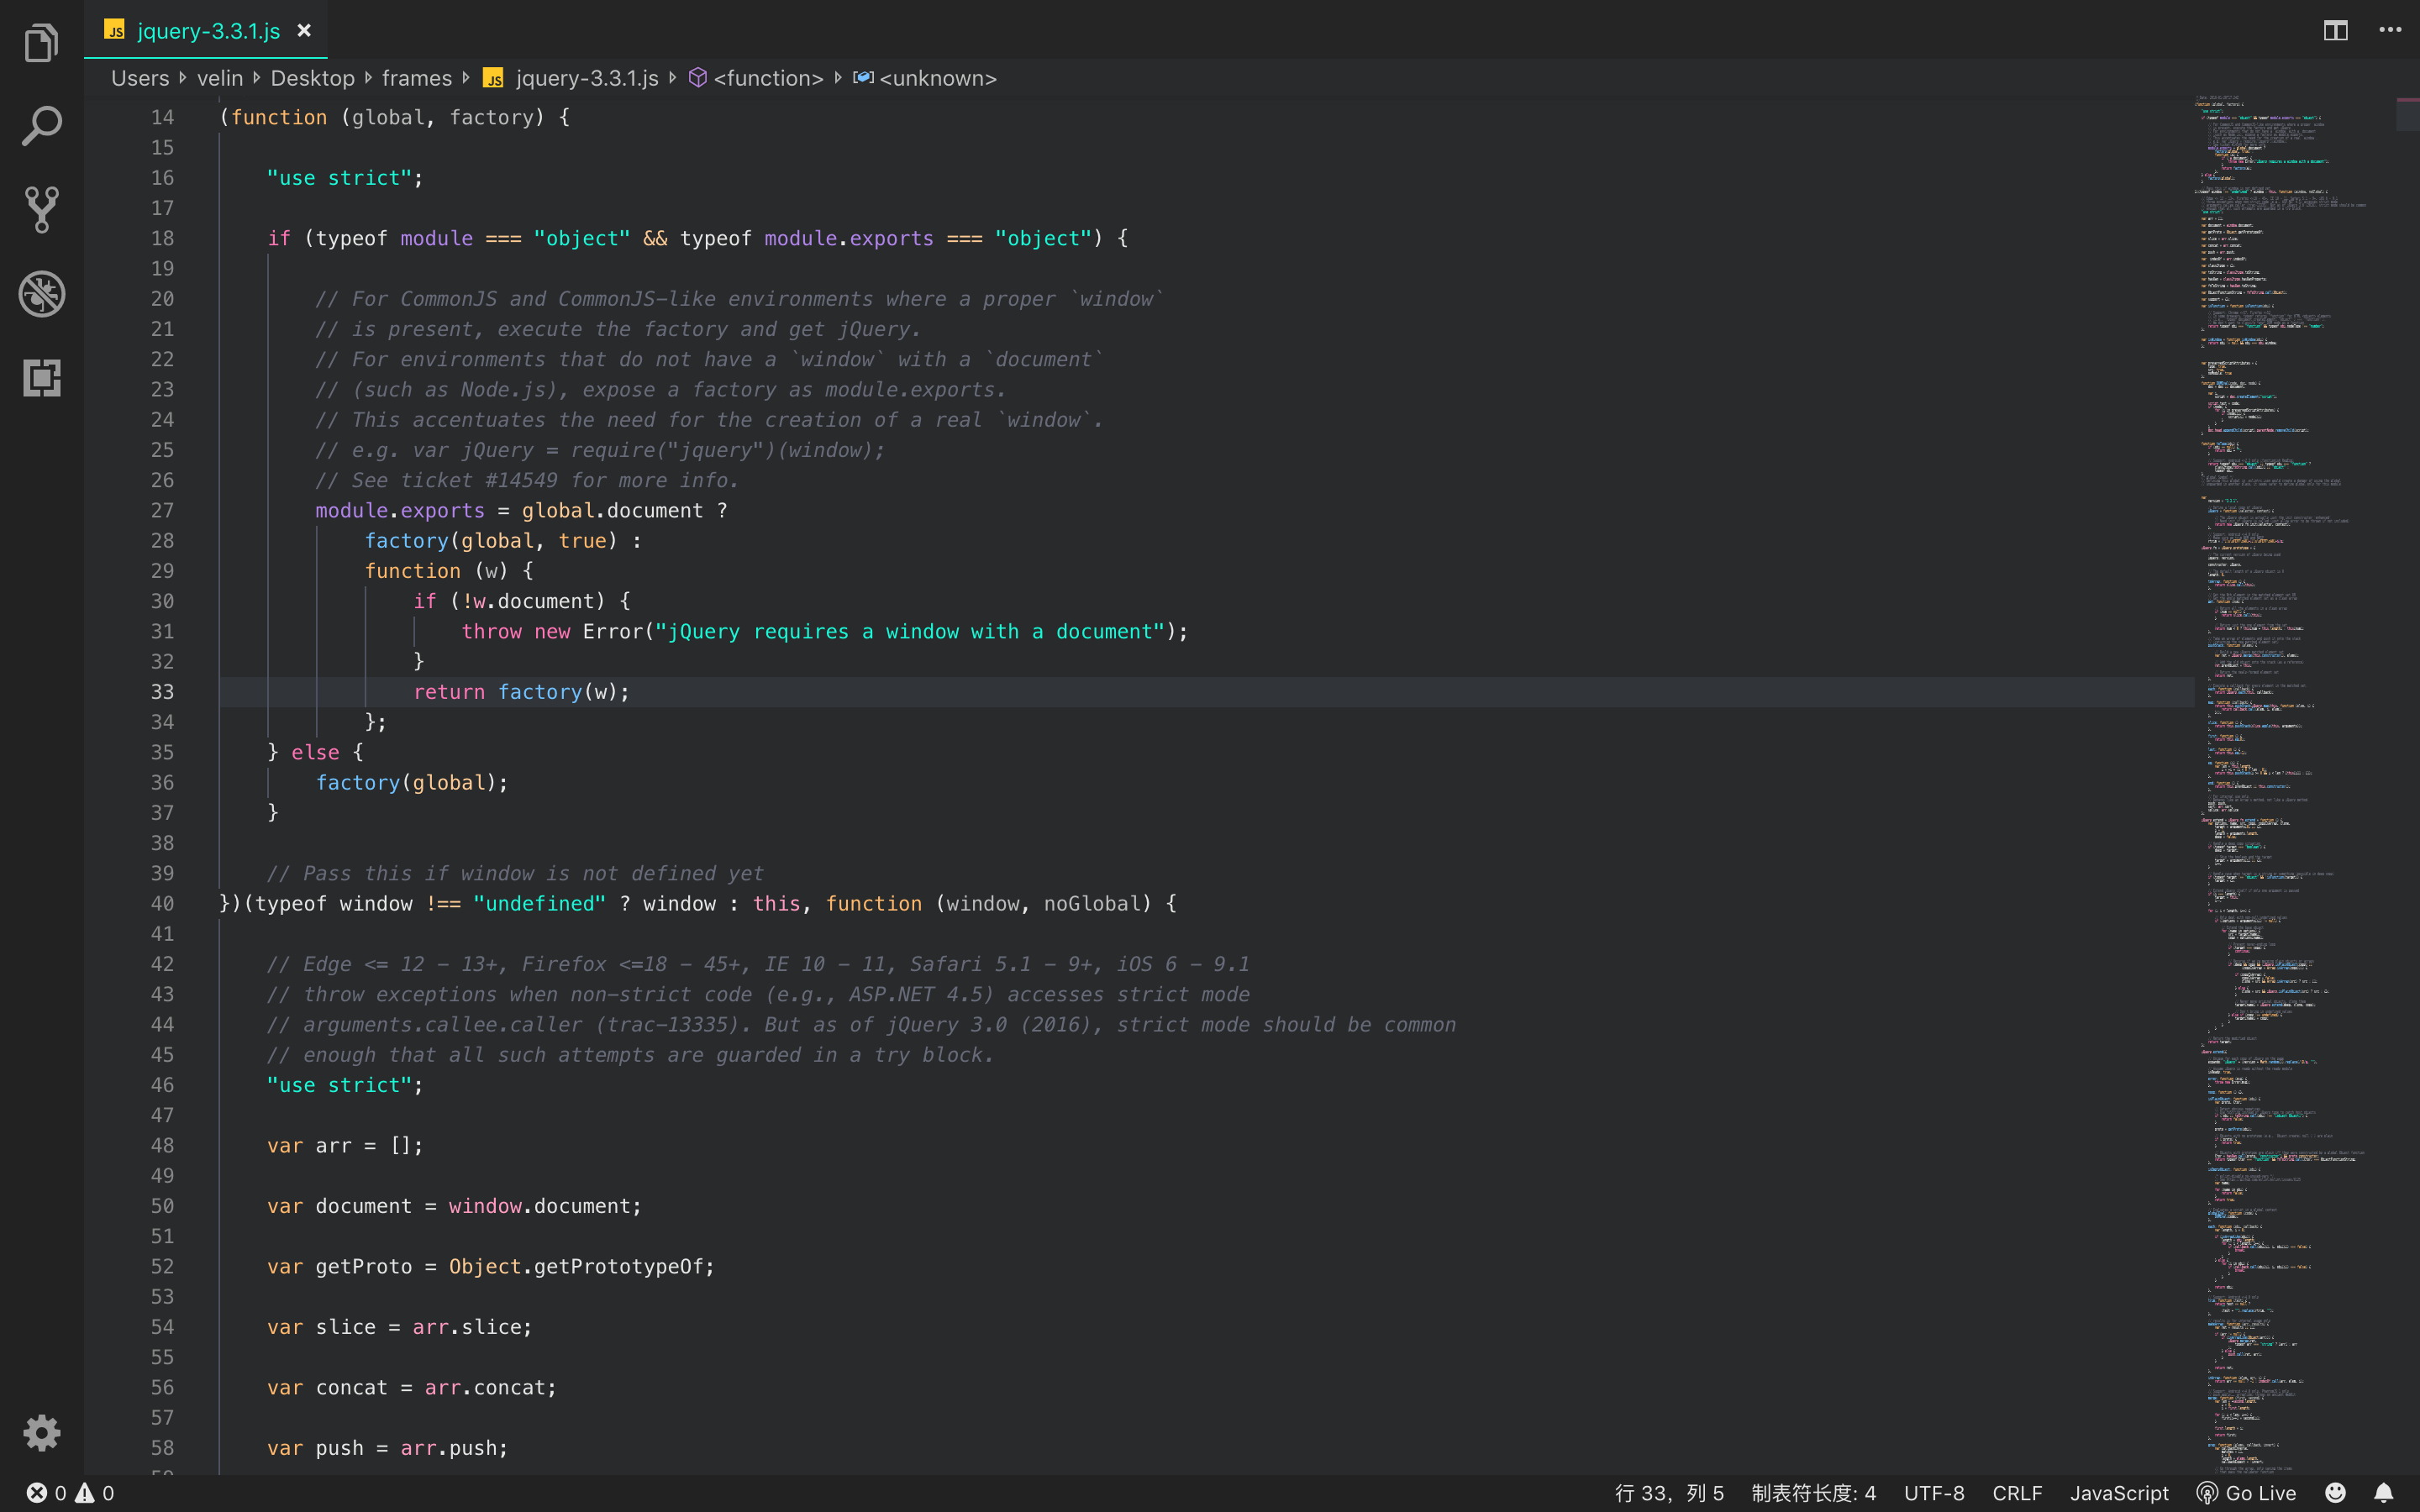 JS jquery-3.3.1.js
Users velin Desktop frames JS jquery-3.3.1.js <function> <unknown>
14 (function (global, factory) {
15
16 "use strict";
17
18 if (typeof module === "object" && typeof module.exports === "object") {
19
20 // For CommonJS and CommonJS-like environments where a proper `window`
21 // is present, execute the factory and get jQuery.
22 // For environments that do not have a `window` with a `document`
23 // (such as Node.js), expose a factory as module.exports.
24 // This accentuates the need for the creation of a real `window`.
25 // e.g. var jQuery = require("jquery")(window);
26 // See ticket #14549 for more info.
27 module.exports = global.document ?
28 factory(global, true) :
29 function (w) {
30 if (!w.document) {
31 throw new Error("jQuery requires a window with a document");
32 }
33 return factory(w);
34 };
35 } else {
36 factory(global);
37 }
38
39 // Pass this if window is not defined yet
40 })(typeof window !== "undefined" ? window : this, function (window, noGlobal) {
41
42 // Edge <= 12 - 13+, Firefox <=18 - 45+, IE 10 - 11, Safari 5.1 - 9+, iOS 6 - 9.1
43 // throw exceptions when non-strict code (e.g., ASP.NET 4.5) accesses strict mode
44 // arguments.callee.caller (trac-13335). But as of jQuery 3.0 (2016), strict mode should be common
45 // enough that all such attempts are guarded in a try block.
46 "use strict";
47
48 var arr = [];
49
50 var document = window.document;
51
52 var getProto = Object.getPrototypeOf;
53
54 var slice = arr.slice;
55
56 var concat = arr.concat;
57
58 var push = arr.push;
0 0 行 33，列 5 制表符长度: 4 UTF-8 CRLF JavaScript Go Live